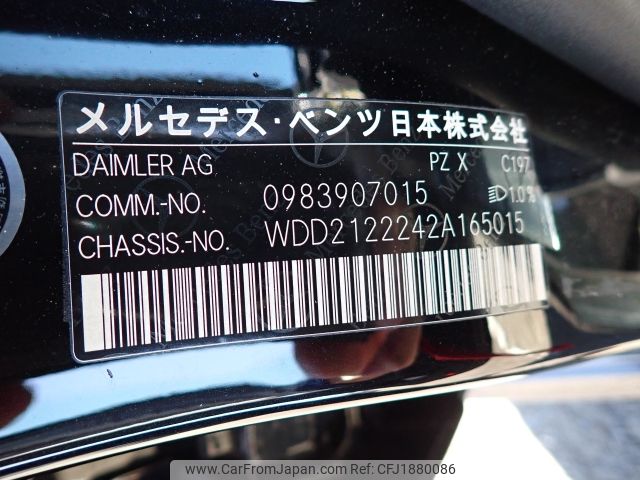 メルセデス・ベンツ日本株式会社
DAIMLER AG PZ X C197
COMM.-NO. 0983907015 1.0%
CHASSIS.-NO. WDD2122242A165015
www.CarFromJapan.com | Ref.No: CFJ1880086